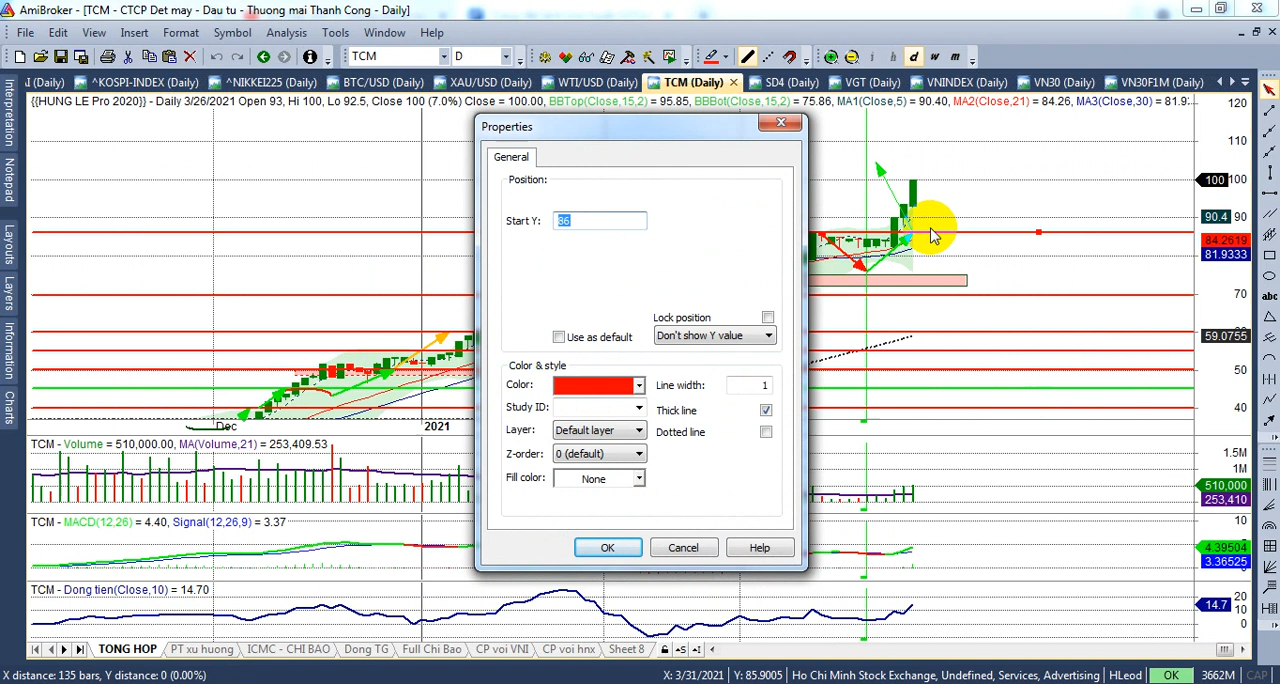 AmiBroker - [TCM - CTCP Det may - Dau tu - Thuong mai Thanh Cong - Daily]
File Edit View Insert Format Symbol Analysis Tools Window Help
TCM D i h d w m
I (Daily) ^KOSPI-INDEX (Daily) ^NIKKEI225 (Daily) BTC/USD (Daily) XAU/USD (Daily) WTI/USD (Daily) TCM (Daily) SD4 (Daily) VGT (Daily) VNINDEX (Daily) VN30 (Daily) VN30F1M (Daily)
{{HUNG LE Pro 2020}} - Daily 3/26/2021 Open 93, Hi 100, Lo 92.5, Close 100 (7.0%) Close = 100.00, BBTop(Close,15,2) = 95.85, BBBot(Close,15,2) = 75.86, MA1(Close,5) = 90.40, MA2(Close,21) = 84.26, MA3(Close,30) = 81.9
Interpretation
Notepad
Layouts
Layers
Information
Charts
120
110
100 100
90.4 90
84.2619
81.9333
70
59.0755
50
40
abc
Properties
General
Position:
Start Y: 86
Lock position
Use as default Don't show Y value
Color & style
Color: Line width: 1
Study ID: Thick line
Layer: Default layer Dotted line
Z-order: 0 (default)
Fill color: None
OK Cancel Help
Dec 2021
TCM - Volume = 510,000.00, MA(Volume,21) = 253,409.53
1.5M
1M
510,000
253,410
TCM - MACD(12,26) = 4.40, Signal(12,26,9) = 3.37
10
4.39504
3.36525
TCM - Dong tien(Close,10) = 14.70
20
14.7
0
TONG HOP PT xu huong ICMC - CHI BAO Dong TG Full Chi Bao CP voi VNI CP voi hnx Sheet 8
X distance: 135 bars, Y distance: 0 (0.00%) X: 3/31/2021 Y: 85.9005 Ho Chi Minh Stock Exchange, Undefined, Services, Advertising HLeod OK 3662M CAP